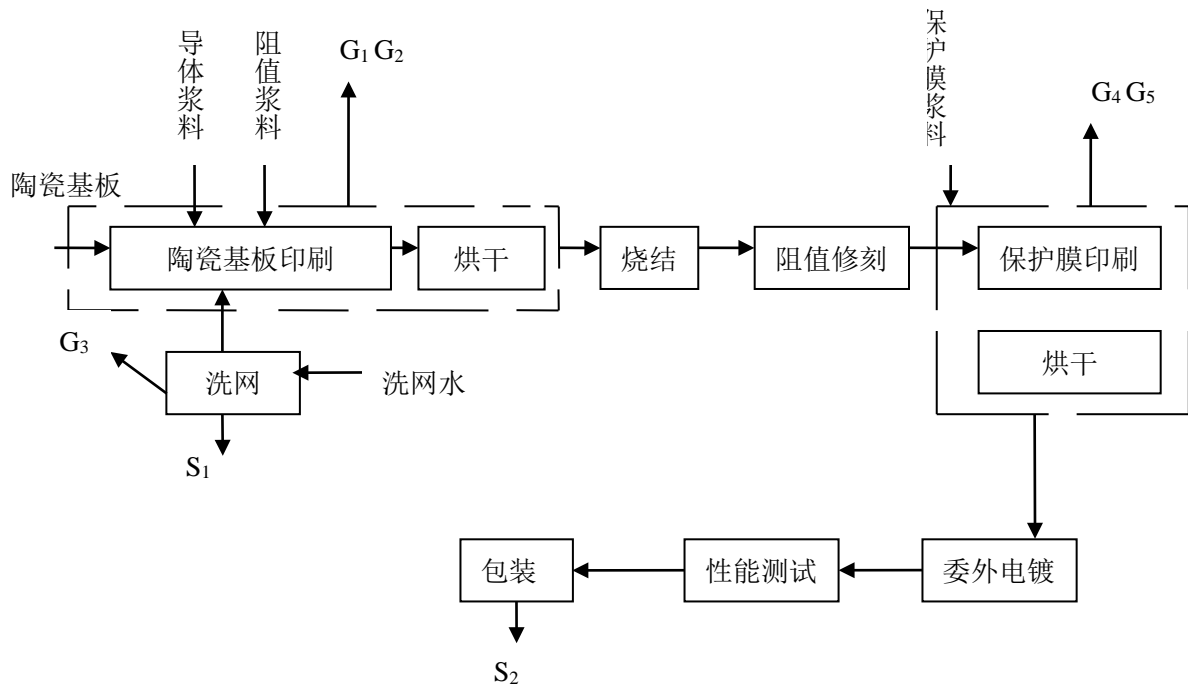 导体浆料
阻值浆料
G₁ G₂
保护膜浆料
G₄ G₅
陶瓷基板
陶瓷基板印刷
烘干
烧结
阻值修刻
保护膜印刷
烘干
G₃
洗网
洗网水
S₁
包装
性能测试
委外电镀
S₂